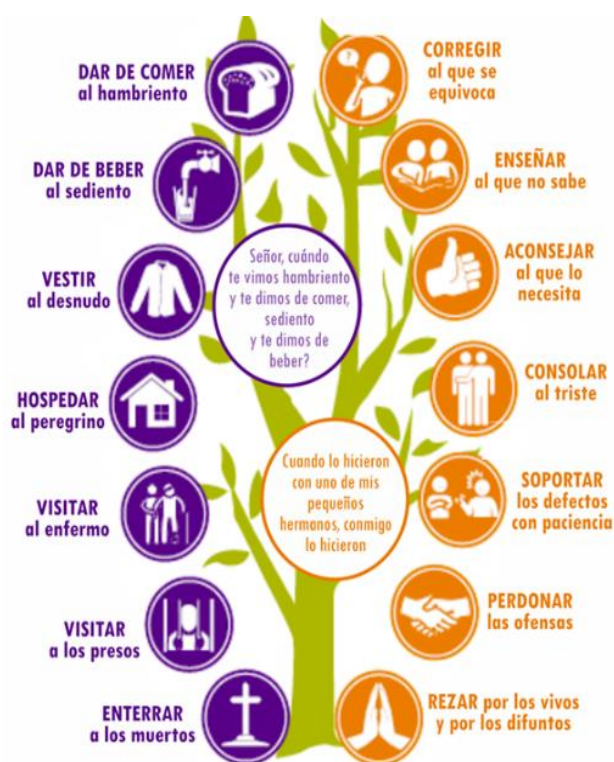 DAR DE COMER
al hambriento
DAR DE BEBER
al sediento
VESTIR
al desnudo
HOSPEDAR
al peregrino
VISITAR
al enfermo
VISITAR
a los presos
ENTERRAR
a los muertos
Señor, cuándo
te vimos hambriento
y te dimos de comer,
sediento
y te dimos de
beber?
Cuando lo hicieron
con uno de mis
pequeños
hermanos, conmigo
lo hicieron
?
CORREGIR
al que se
equivoca
ENSEÑAR
al que no sabe
ACONSEJAR
al que lo
necesita
CONSOLAR
al triste
SOPORTAR
los defectos
con paciencia
PERDONAR
las ofensas
REZAR por los vivos
y por los difuntos